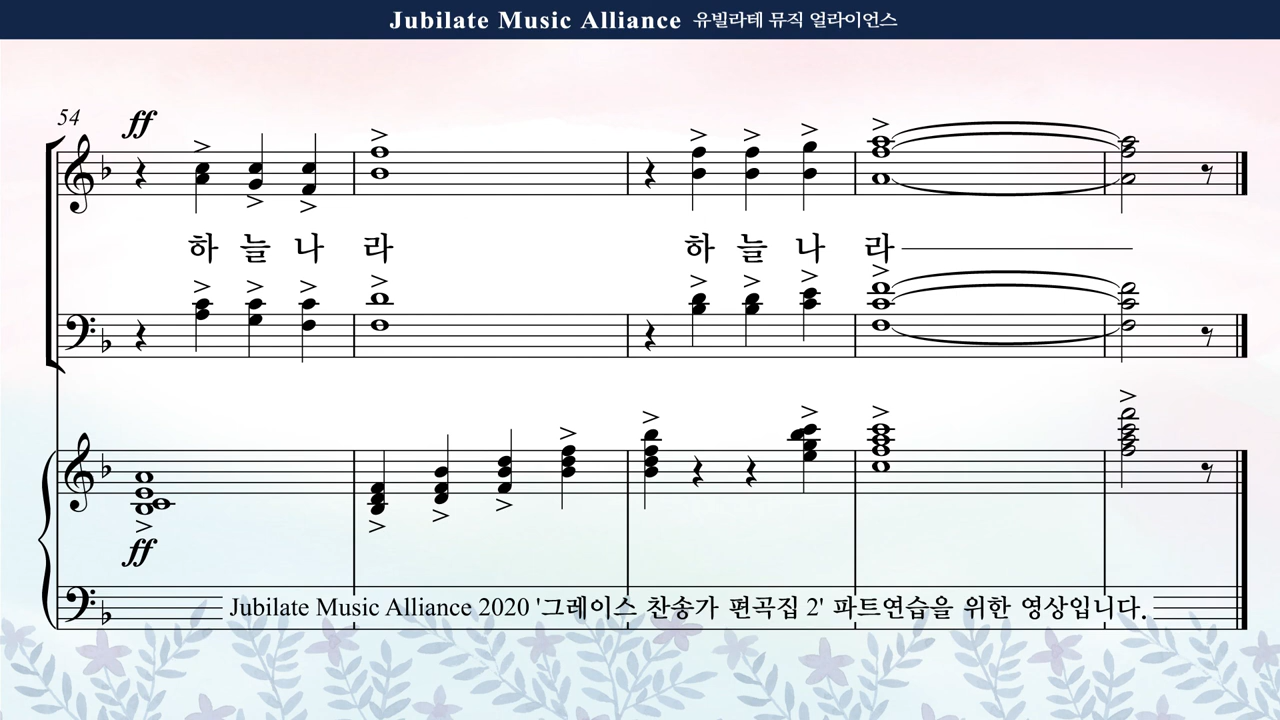 Jubilate Music Alliance 유빌라테 뮤직 얼라이언스
54
ff
하 늘 나 라 하 늘 나 라
ff
Jubilate Music Alliance 2020 '그레이스 찬송가 편곡집 2' 파트연습을 위한 영상입니다.